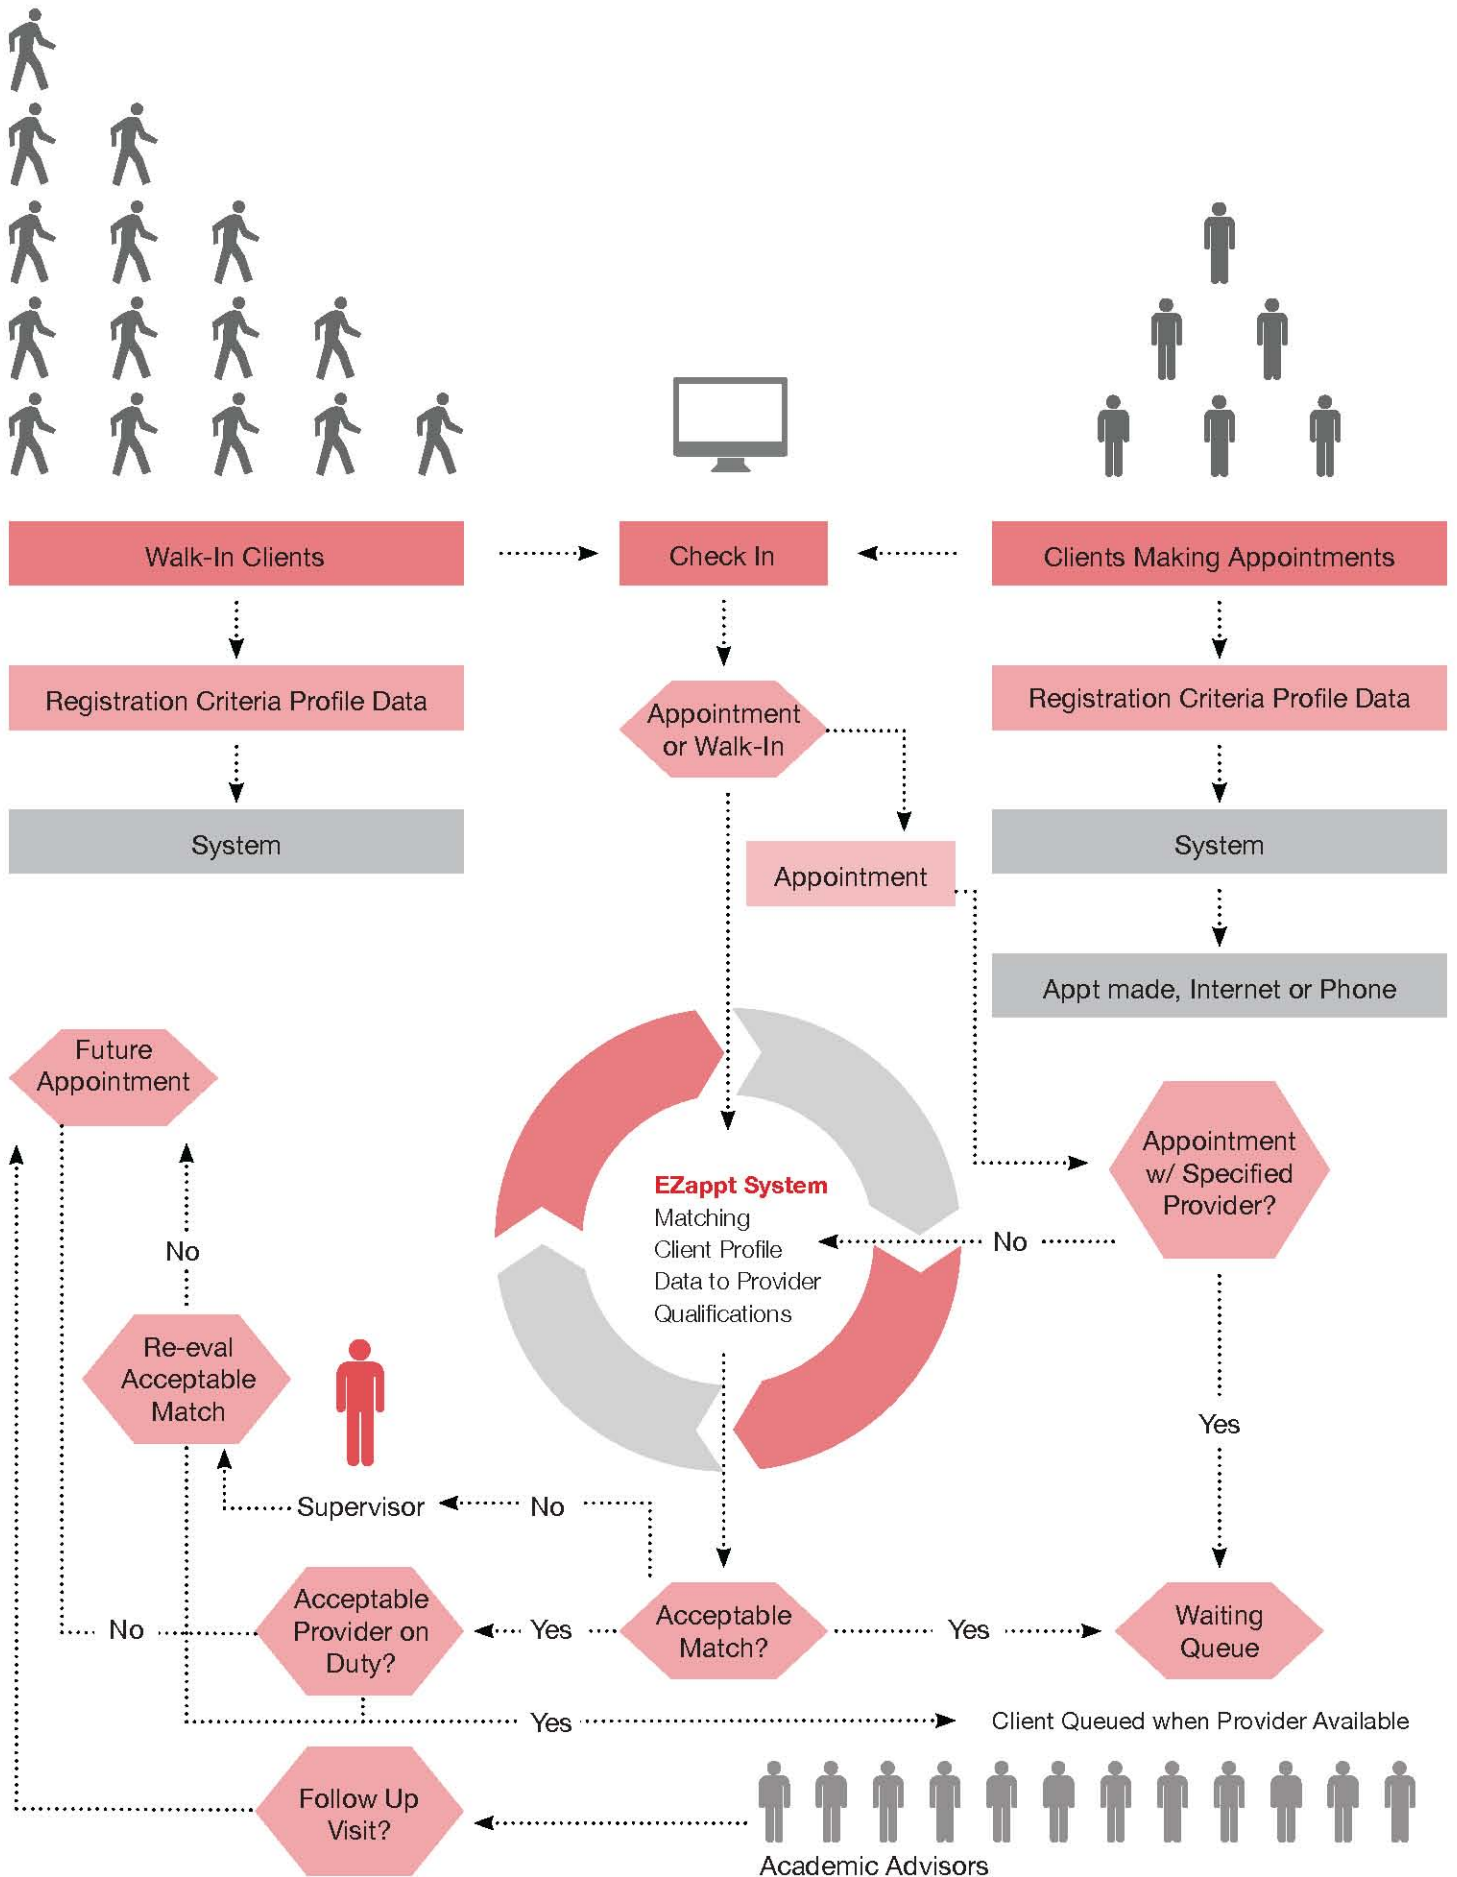 Walk-In Clients
Check In
Clients Making Appointments
Registration Criteria Profile Data
Appointment
or Walk-In
Registration Criteria Profile Data
System
Appointment
System
Appt made, Internet or Phone
Future
Appointment
Appointment
w/ Specified
Provider?
EZappt System
Matching
Client Profile
Data to Provider
Qualifications
No
No
Re-eval
Acceptable
Match
Yes
Supervisor
No
Acceptable
Provider on
Duty?
No
Yes
Acceptable
Match?
Yes
Waiting
Queue
Yes
Client Queued when Provider Available
Follow Up
Visit?
Academic Advisors